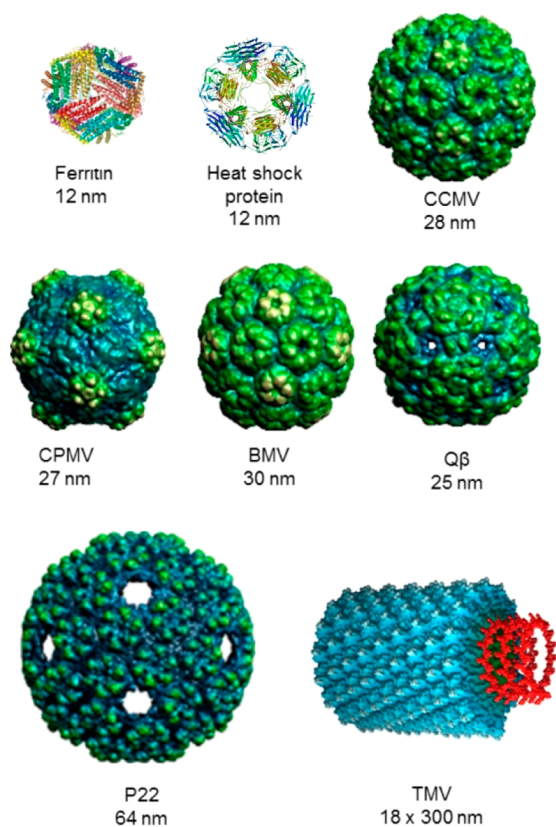 Ferritin
12 nm
Heat shock
protein
12 nm
CCMV
28 nm
CPMV
27 nm
BMV
30 nm
Qβ
25 nm
P22
64 nm
TMV
18 x 300 nm